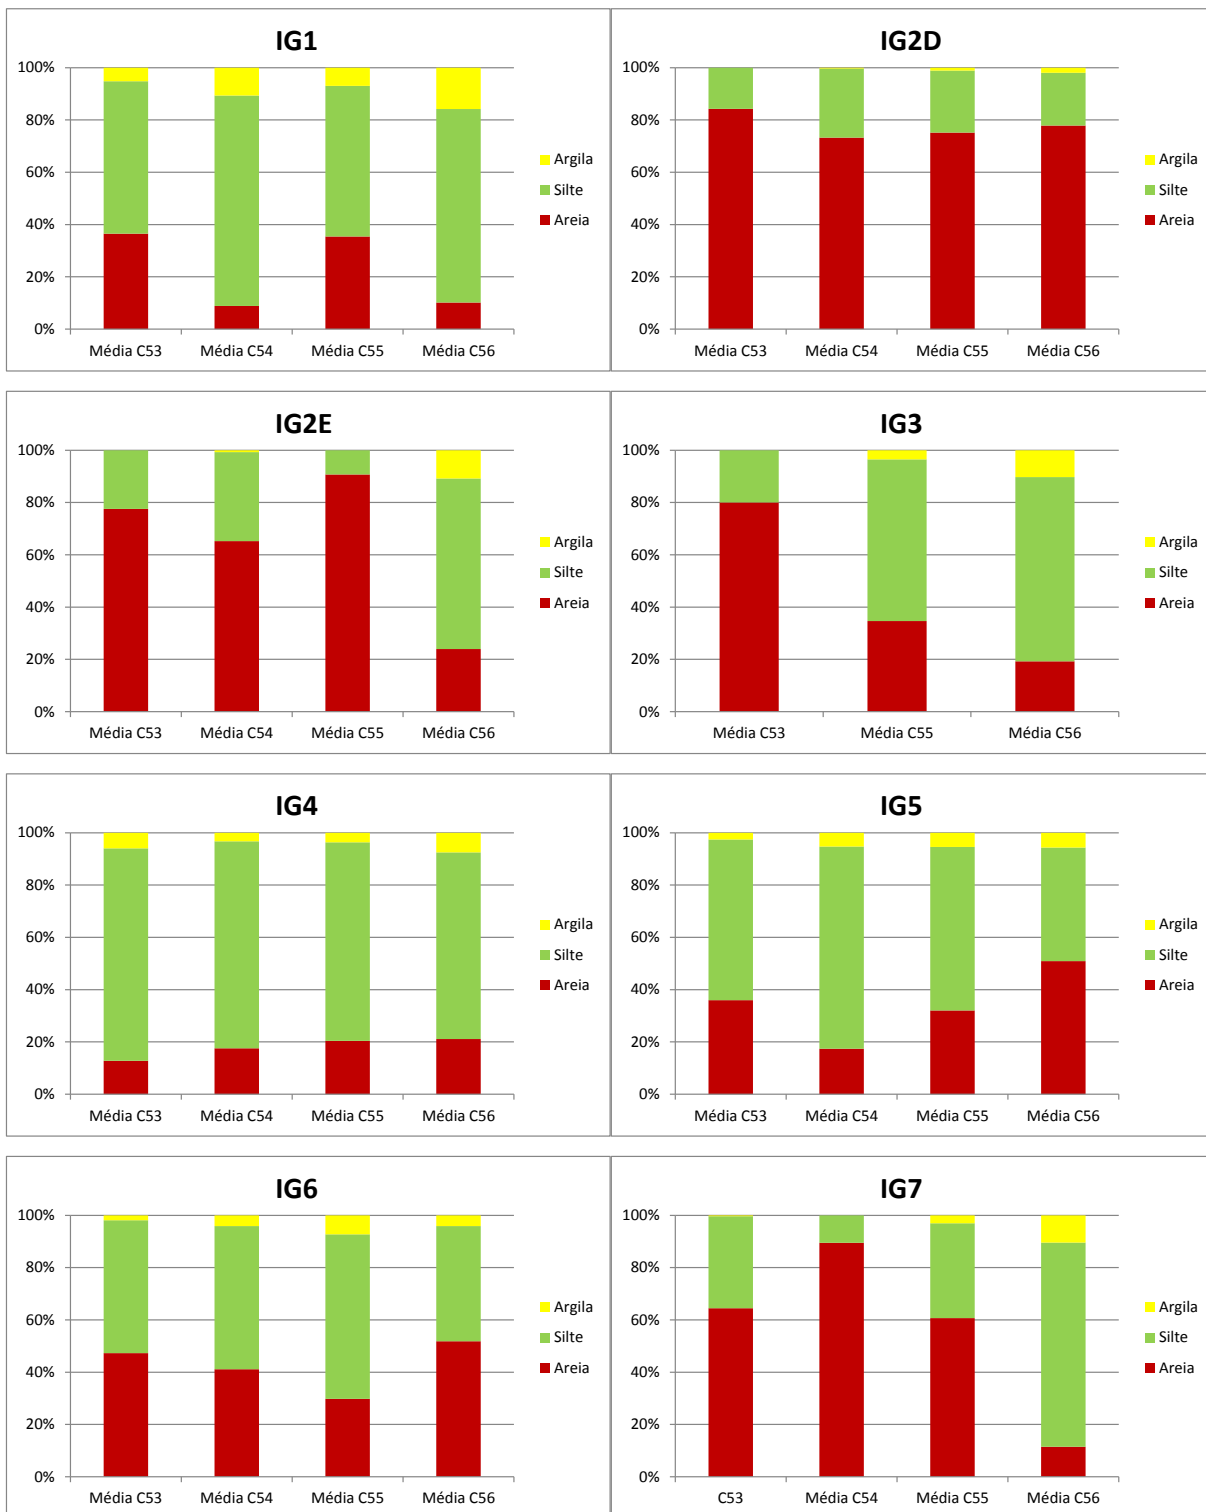 IG1
100%
80%
60%
40%
20%
0%
Média C53 Média C54 Média C55 Média C56
Argila
Silte
Areia
IG2D
100%
80%
60%
40%
20%
0%
Média C53 Média C54 Média C55 Média C56
Argila
Silte
Areia
IG2E
100%
80%
60%
40%
20%
0%
Média C53 Média C54 Média C55 Média C56
Argila
Silte
Areia
IG3
100%
80%
60%
40%
20%
0%
Média C53 Média C55 Média C56
Argila
Silte
Areia
IG4
100%
80%
60%
40%
20%
0%
Média C53 Média C54 Média C55 Média C56
Argila
Silte
Areia
IG5
100%
80%
60%
40%
20%
0%
Média C53 Média C54 Média C55 Média C56
Argila
Silte
Areia
IG6
100%
80%
60%
40%
20%
0%
Média C53 Média C54 Média C55 Média C56
Argila
Silte
Areia
IG7
100%
80%
60%
40%
20%
0%
C53 Média C54 Média C55 Média C56
Argila
Silte
Areia